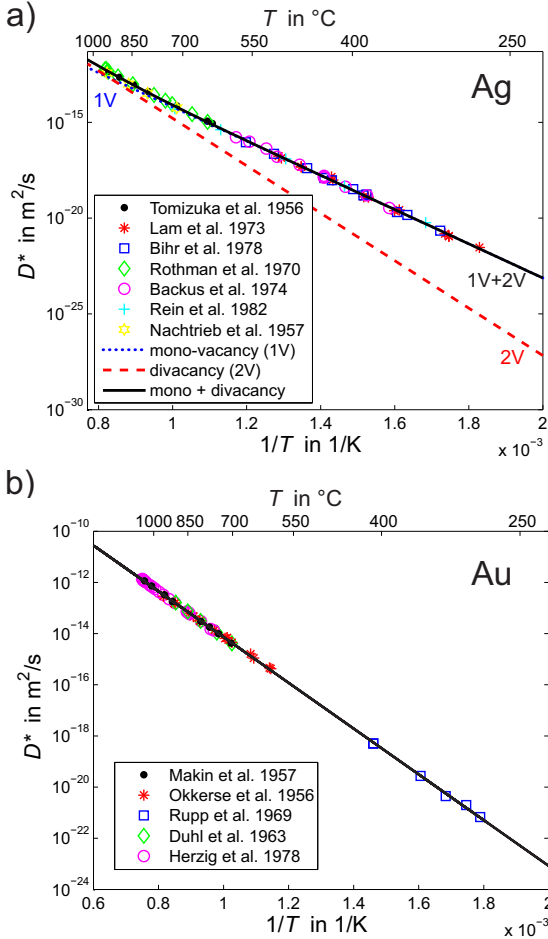 a)
T in °C
1000 850 700 550 400 250
Ag
1V
10⁻¹⁵
10⁻²⁰
10⁻²⁵
10⁻³⁰
D* in m²/s
Tomizuka et al. 1956
Lam et al. 1973
Bihr et al. 1978
Rothman et al. 1970
Backus et al. 1974
Rein et al. 1982
Nachtrieb et al. 1957
mono-vacancy (1V)
divacancy (2V)
mono + divacancy
1V+2V
2V
0.8 1 1.2 1.4 1.6 1.8 2
1/T in 1/K
x 10⁻³
b)
T in °C
1000 850 700 550 400 250
Au
10⁻¹⁰
10⁻¹²
10⁻¹⁴
10⁻¹⁶
10⁻¹⁸
10⁻²⁰
10⁻²²
10⁻²⁴
D* in m²/s
Makin et al. 1957
Okkerse et al. 1956
Rupp et al. 1969
Duhl et al. 1963
Herzig et al. 1978
0.6 0.8 1 1.2 1.4 1.6 1.8 2
1/T in 1/K
x 10⁻³